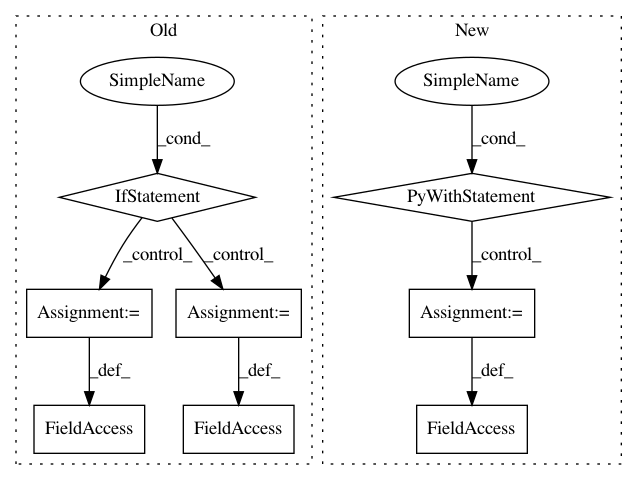 Old
New
SimpleName
SimpleName
_cond_
_cond_
IfStatement
PyWithStatement
_control_
_control_
_control_
Assignment:=
Assignment:=
Assignment:=
_def_
_def_
_def_
FieldAccess
FieldAccess
FieldAccess